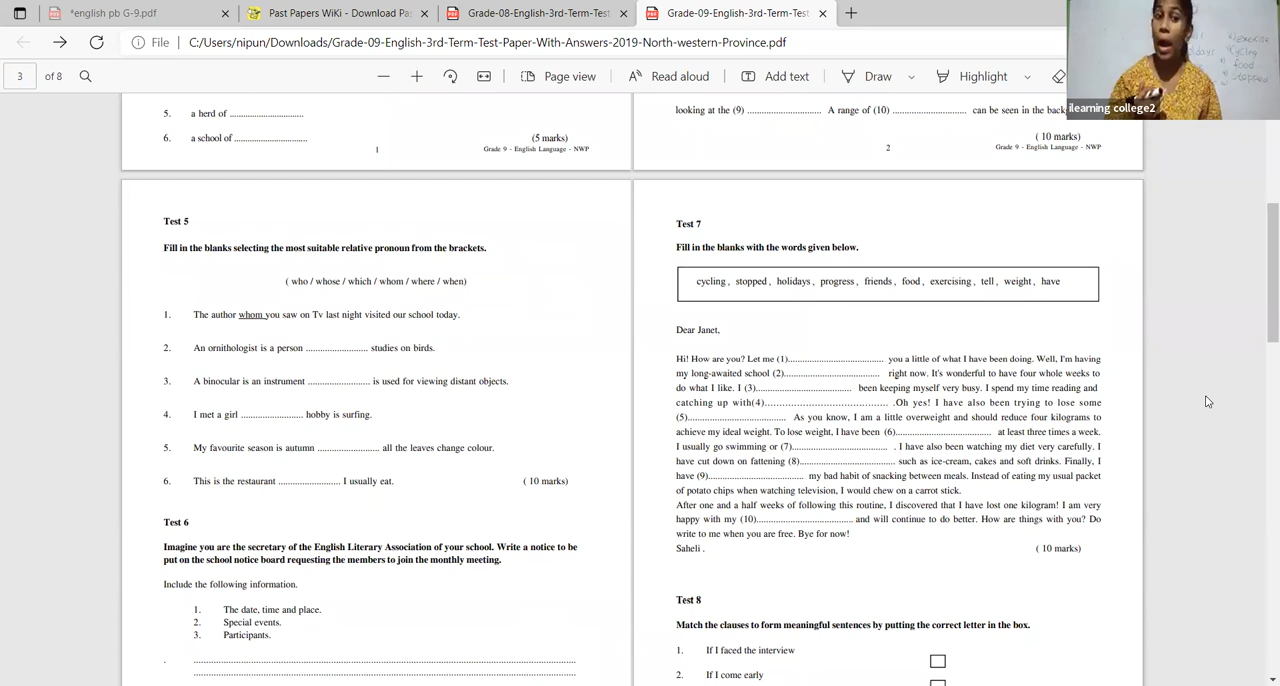 *english pb G-9.pdf
Past Papers WiKi - Download Pa
Grade-08-English-3rd-Term-Test
Grade-09-English-3rd-Term-Test
File
C:/Users/nipun/Downloads/Grade-09-English-3rd-Term-Test-Paper-With-Answers-2019-North-western-Province.pdf
3 of 8
Page view
Read aloud
Add text
Draw
Highlight
exercise
Cycling
food
stopped
ilearning college2
5. a herd of ..............................
6. a school of ..............................
(5 marks)
1
Grade 9 - English Language - NWP
looking at the (9) .............................. A range of (10) .............................. can be seen in the back
( 10 marks)
2
Grade 9 - English Language - NWP
Test 5
Fill in the blanks selecting the most suitable relative pronoun from the brackets.
( who / whose / which / whom / where / when)
1. The author whom you saw on Tv last night visited our school today.
2. An ornithologist is a person ......................... studies on birds.
3. A binocular is an instrument ......................... is used for viewing distant objects.
4. I met a girl ......................... hobby is surfing.
5. My favourite season is autumn ......................... all the leaves change colour.
6. This is the restaurant ......................... I usually eat. ( 10 marks)
Test 6
Imagine you are the secretary of the English Literary Association of your school. Write a notice to be
put on the school notice board requesting the members to join the monthly meeting.
Include the following information.
1. The date, time and place.
2. Special events.
3. Participants.
. ..........................................................................................
..........................................................................................
Test 7
Fill in the blanks with the words given below.
cycling , stopped , holidays , progress , friends , food , exercising , tell , weight , have
Dear Janet,
Hi! How are you? Let me (1)...................................... you a little of what I have been doing. Well, I'm having
my long-awaited school (2)...................................... right now. It's wonderful to have four whole weeks to
do what I like. I (3)...................................... been keeping myself very busy. I spend my time reading and
catching up with(4)...................................... .Oh yes! I have also been trying to lose some
(5)...................................... As you know, I am a little overweight and should reduce four kilograms to
achieve my ideal weight. To lose weight, I have been (6)...................................... at least three times a week.
I usually go swimming or (7)...................................... . I have also been watching my diet very carefully. I
have cut down on fattening (8)...................................... such as ice-cream, cakes and soft drinks. Finally, I
have (9)...................................... my bad habit of snacking between meals. Instead of eating my usual packet
of potato chips when watching television, I would chew on a carrot stick.
After one and a half weeks of following this routine, I discovered that I have lost one kilogram! I am very
happy with my (10)...................................... and will continue to do better. How are things with you? Do
write to me when you are free. Bye for now!
Saheli . ( 10 marks)
Test 8
Match the clauses to form meaningful sentences by putting the correct letter in the box.
1. If I faced the interview
2. If I come early